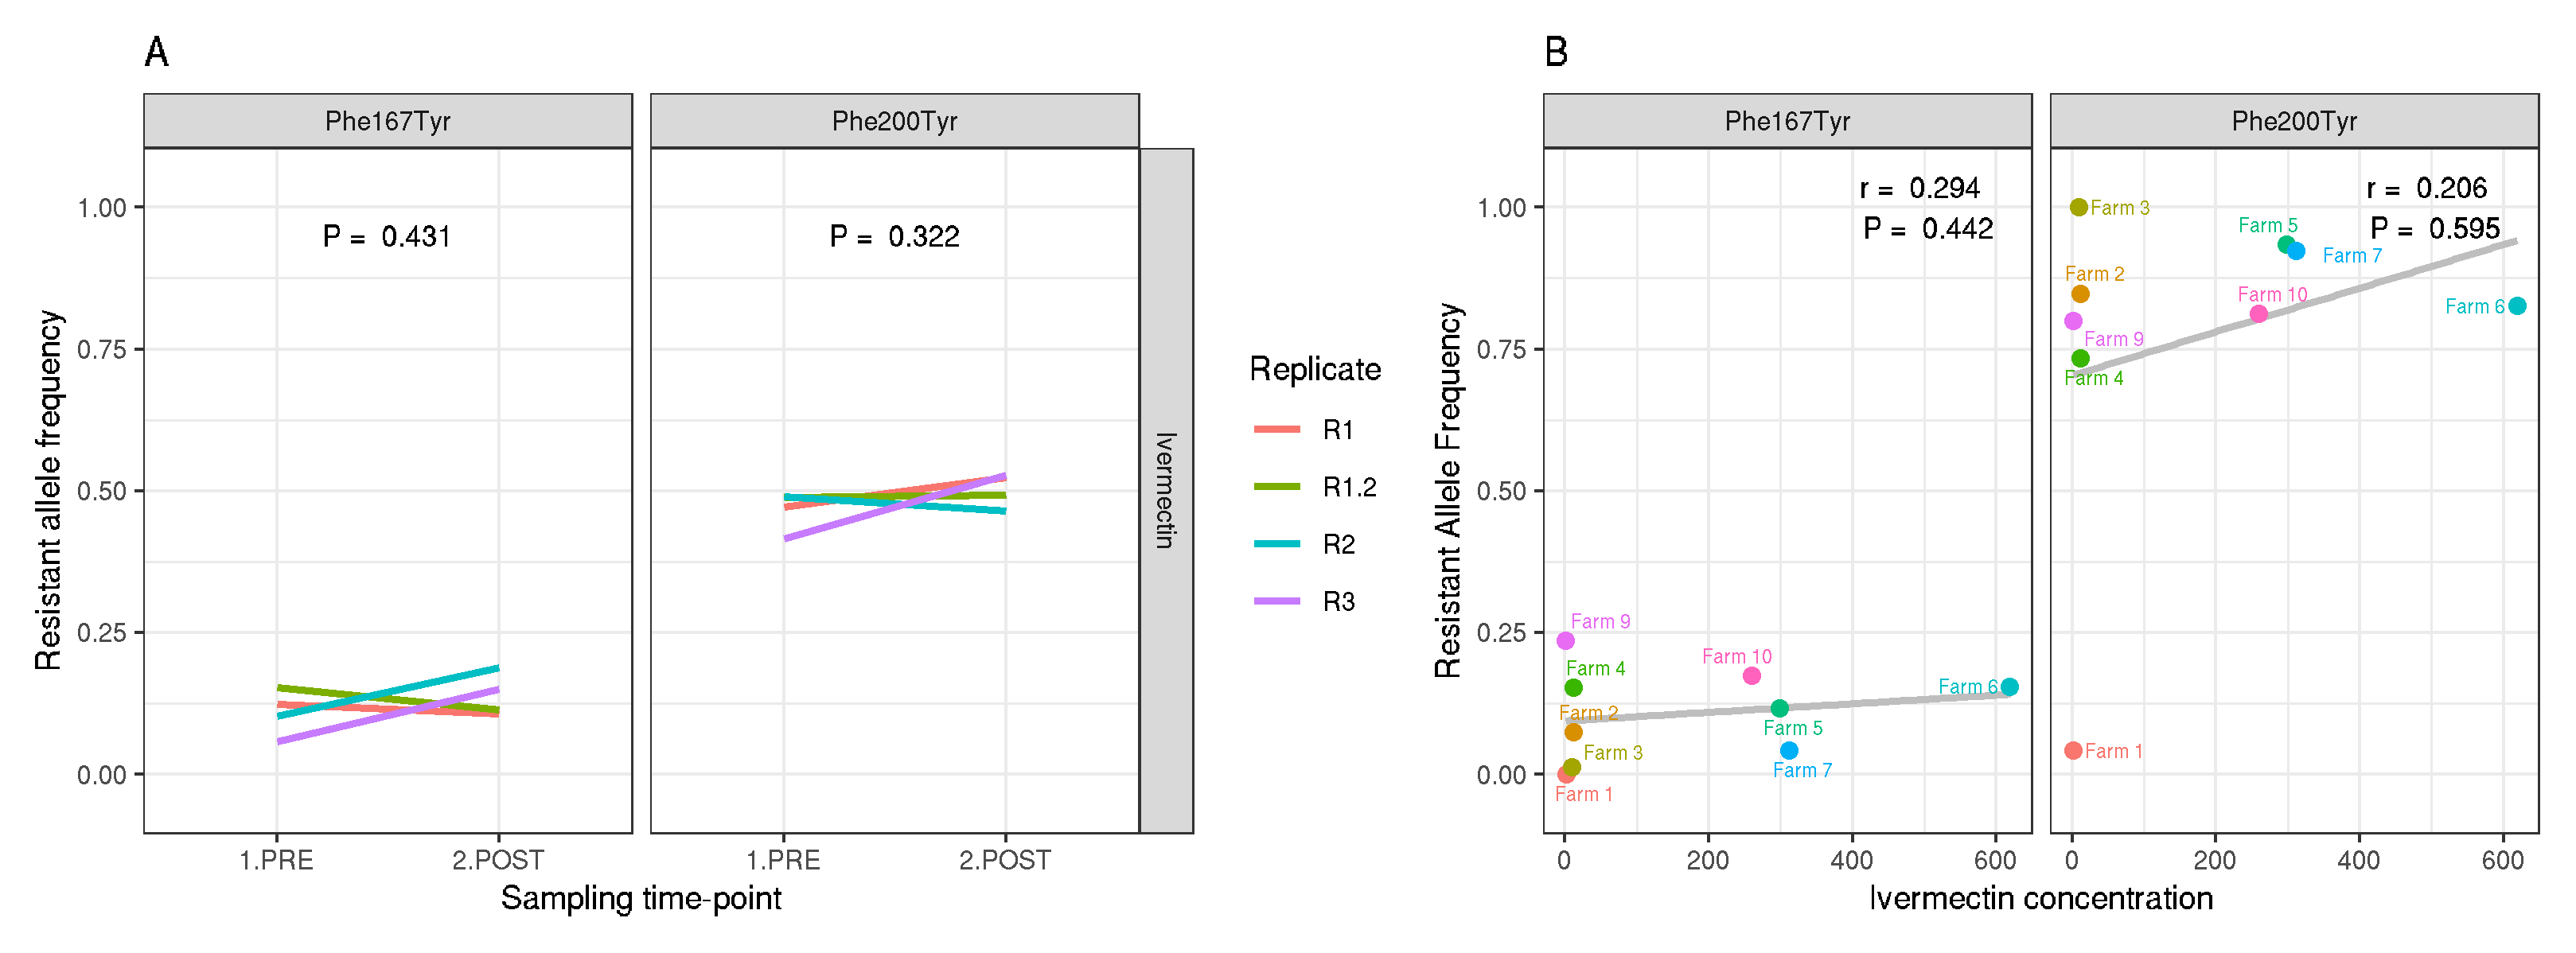 A
Phe167Tyr
Phe200Tyr
Resistant allele frequency
1.00
0.75
0.50
0.25
0.00
P = 0.431
P = 0.322
Ivermectin
1.PRE
2.POST
1.PRE
2.POST
Sampling time-point
Replicate
R1
R1.2
R2
R3
B
Phe167Tyr
Phe200Tyr
Resistant Allele Frequency
1.00
0.75
0.50
0.25
0.00
r = 0.294
P = 0.442
Farm 9
Farm 4
Farm 10
Farm 6
Farm 2
Farm 5
Farm 3
Farm 7
Farm 1
r = 0.206
P = 0.595
Farm 3
Farm 5
Farm 7
Farm 2
Farm 10
Farm 6
Farm 9
Farm 4
Farm 1
0
200
400
600
0
200
400
600
Ivermectin concentration